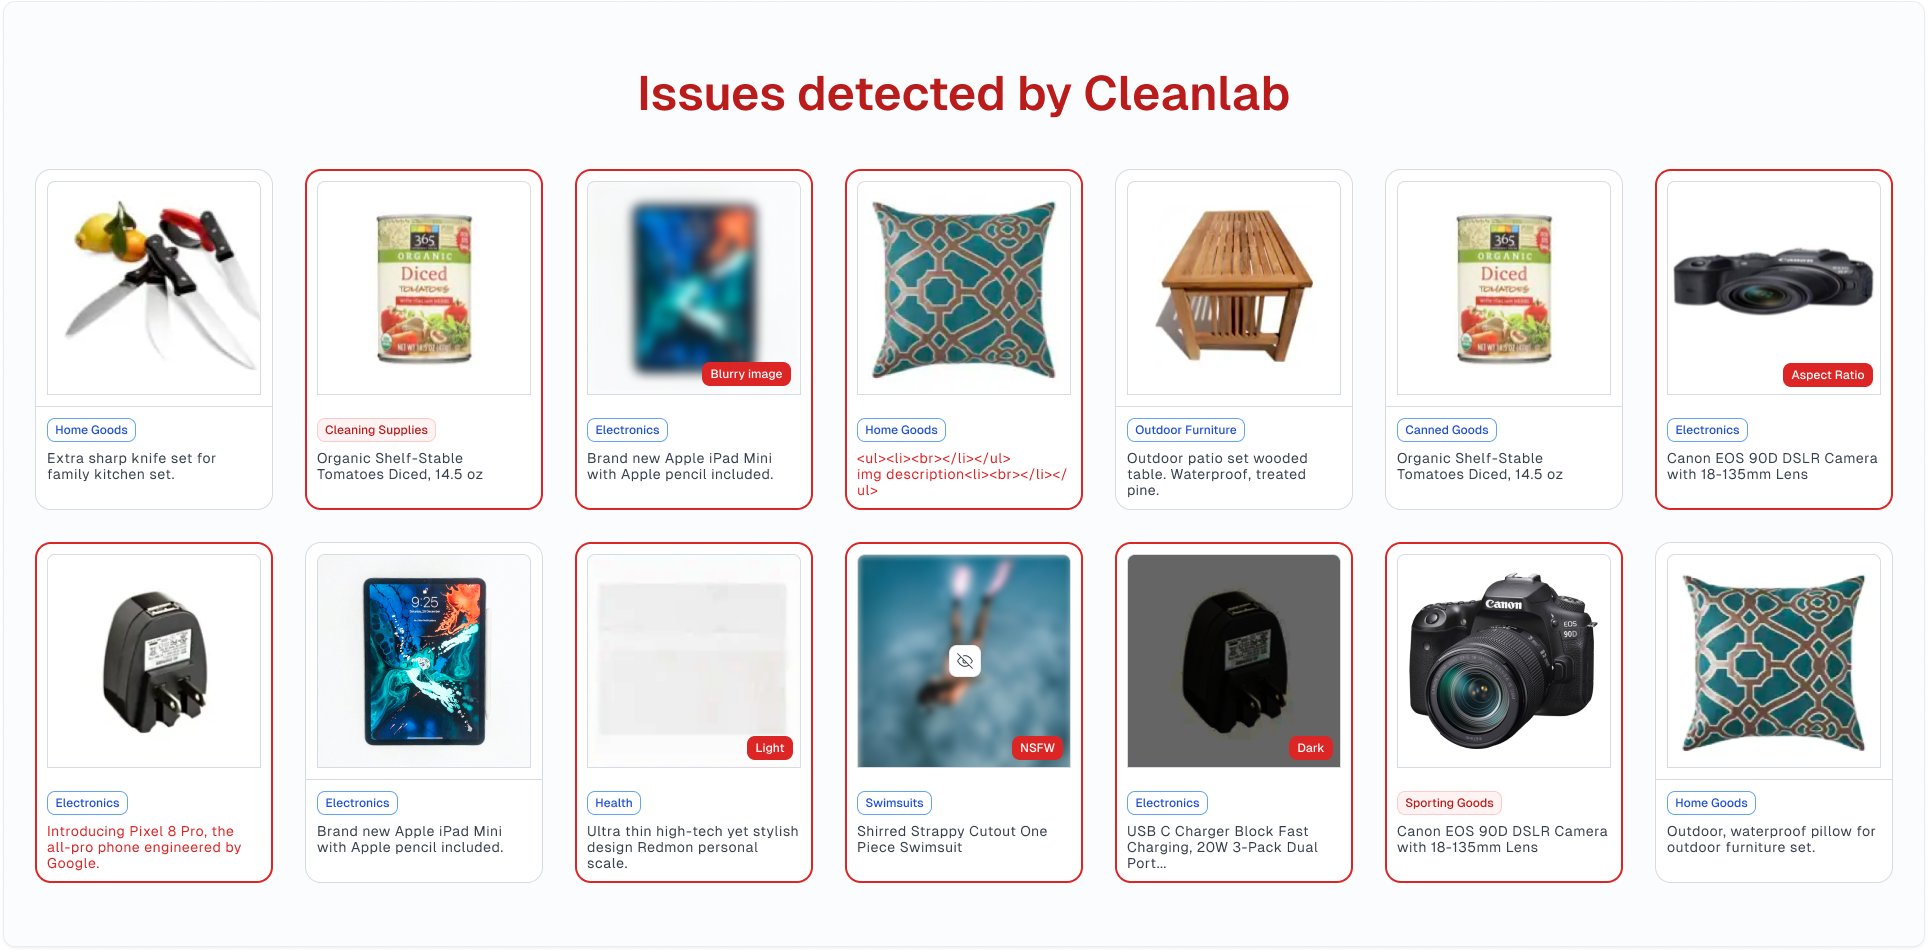 Issues detected by Cleanlab
365
ORGANIC
Diced
TOMATOES
Blurry image
365
ORGANIC
Diced
TOMATOES
Canon
Aspect Ratio
Home Goods
Extra sharp knife set for
family kitchen set.
Cleaning Supplies
Organic Shelf-Stable
Tomatoes Diced, 14.5 oz
Electronics
Brand new Apple iPad Mini
with Apple pencil included.
Home Goods
<ul><li><br></li></ul>
img description<li><br></li></
ul>
Outdoor Furniture
Outdoor patio set wooded
table. Waterproof, treated
pine.
Canned Goods
Organic Shelf-Stable
Tomatoes Diced, 14.5 oz
Electronics
Canon EOS 90D DSLR Camera
with 18-135mm Lens
9:25
Light
NSFW
Dark
Canon
EOS
90D
Electronics
Introducing Pixel 8 Pro, the
all-pro phone engineered by
Google.
Electronics
Brand new Apple iPad Mini
with Apple pencil included.
Health
Ultra thin high-tech yet stylish
design Redmon personal
scale.
Swimsuits
Shirred Strappy Cutout One
Piece Swimsuit
Electronics
USB C Charger Block Fast
Charging, 20W 3-Pack Dual
Port...
Sporting Goods
Canon EOS 90D DSLR Camera
with 18-135mm Lens
Home Goods
Outdoor, waterproof pillow for
outdoor furniture set.